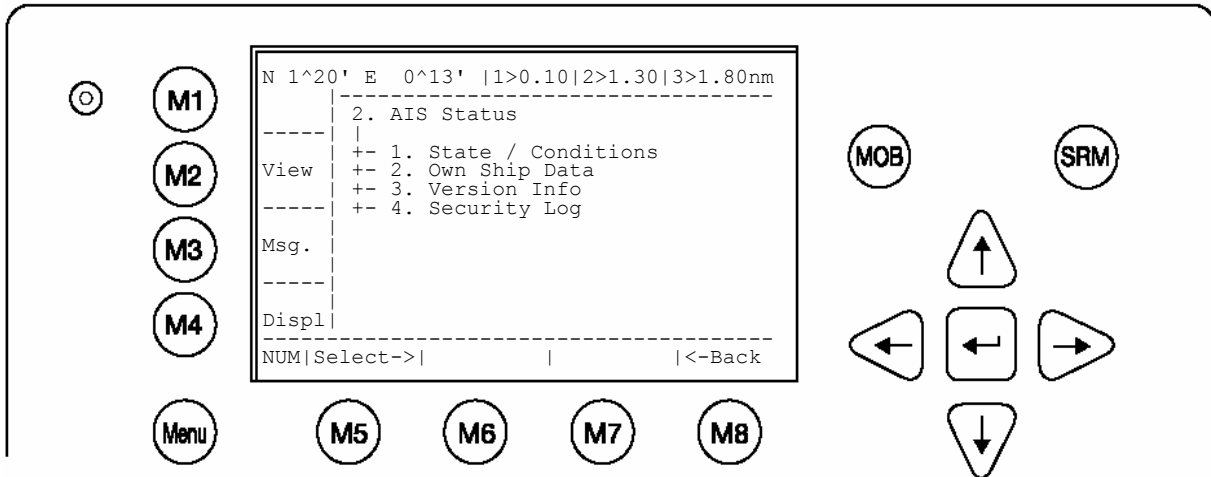 N 1^20' E  0^13' |1>0.10|2>1.30|3>1.80nm
2. AIS Status
+- 1. State / Conditions
View | +- 2. Own Ship Data
+- 3. Version Info
+- 4. Security Log
Msg.
Displ|
NUM|Select->|         |         |<-Back
M1
M2
M3
M4
Menu
M5
M6
M7
M8
MOB
SRM